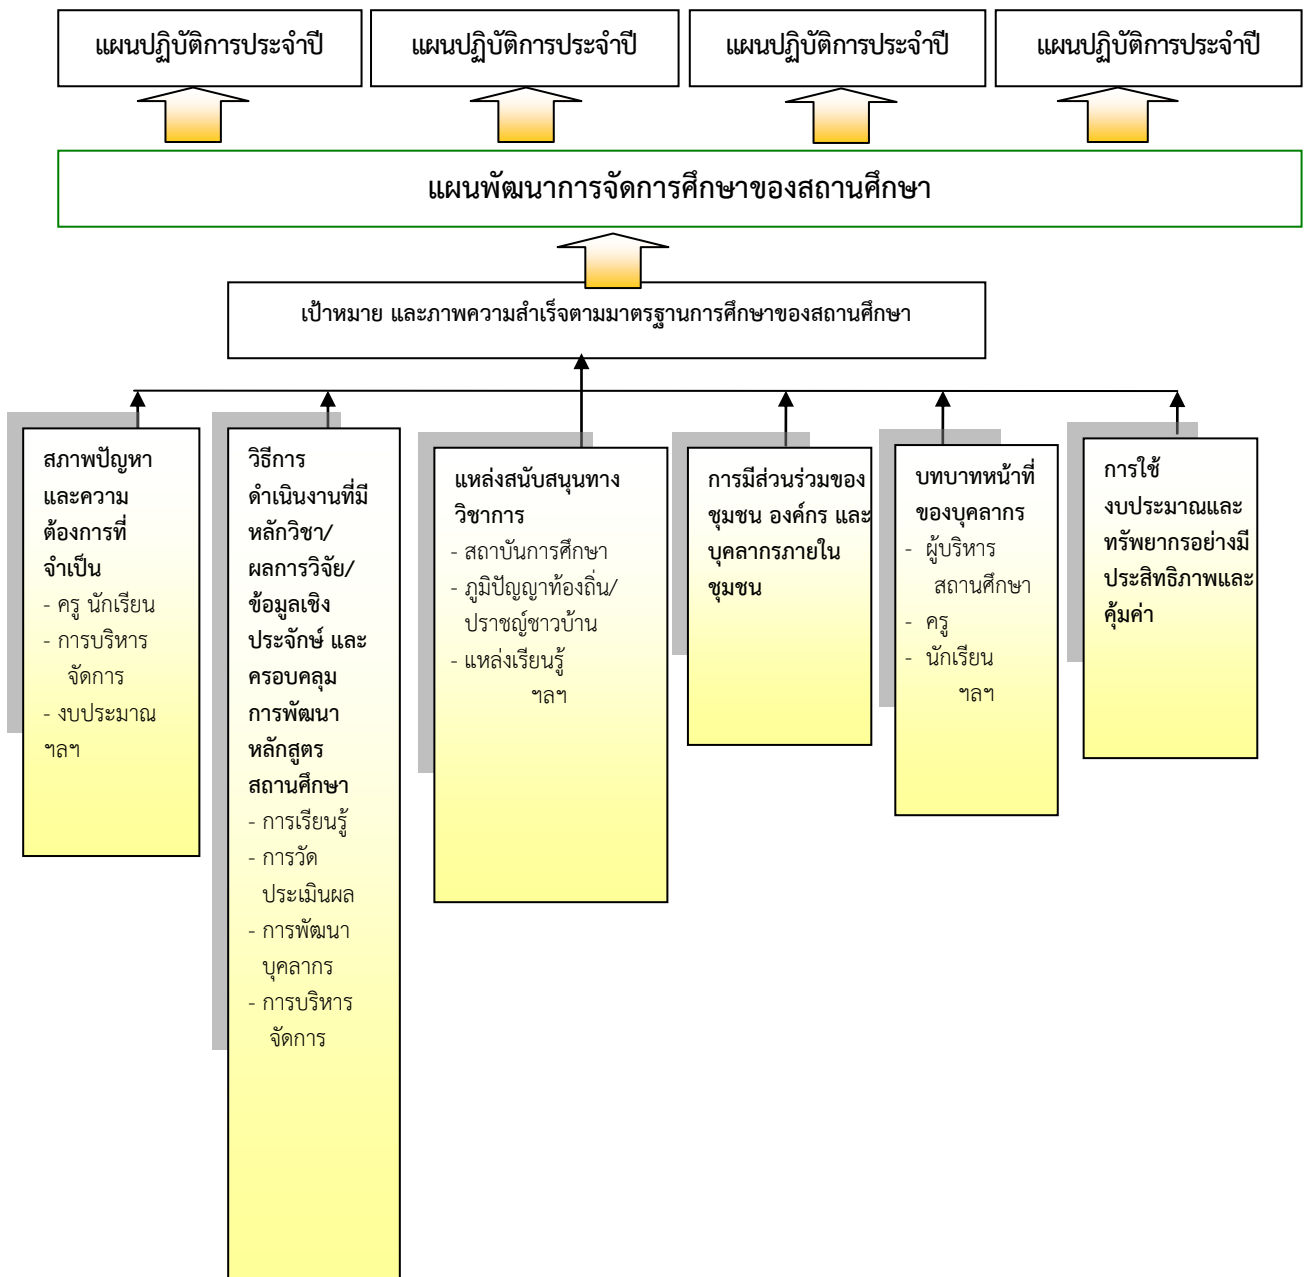 แผนปฏิบัติการประจำปี
แผนปฏิบัติการประจำปี
แผนปฏิบัติการประจำปี
แผนปฏิบัติการประจำปี
แผนพัฒนาการจัดการศึกษาของสถานศึกษา
เป้าหมาย และภาพความสำเร็จตามมาตรฐานการศึกษาของสถานศึกษา
สภาพปัญหา
และความ
ต้องการที่
จำเป็น
- ครู นักเรียน
- การบริหาร
จัดการ
- งบประมาณ
ฯลฯ
วิธีการ
ดำเนินงานที่มี
หลักวิชา/
ผลการวิจัย/
ข้อมูลเชิง
ประจักษ์ และ
ครอบคลุม
การพัฒนา
หลักสูตร
สถานศึกษา
- การเรียนรู้
- การวัด
ประเมินผล
- การพัฒนา
บุคลากร
- การบริหาร
จัดการ
แหล่งสนับสนุนทาง
วิชาการ
- สถาบันการศึกษา
- ภูมิปัญญาท้องถิ่น/
ปราชญ์ชาวบ้าน
- แหล่งเรียนรู้
ฯลฯ
การมีส่วนร่วมของ
ชุมชน องค์กร และ
บุคลากรภายใน
ชุมชน
บทบาทหน้าที่
ของบุคลากร
- ผู้บริหาร
สถานศึกษา
- ครู
- นักเรียน
ฯลฯ
การใช้
งบประมาณและ
ทรัพยากรอย่างมี
ประสิทธิภาพและ
คุ้มค่า